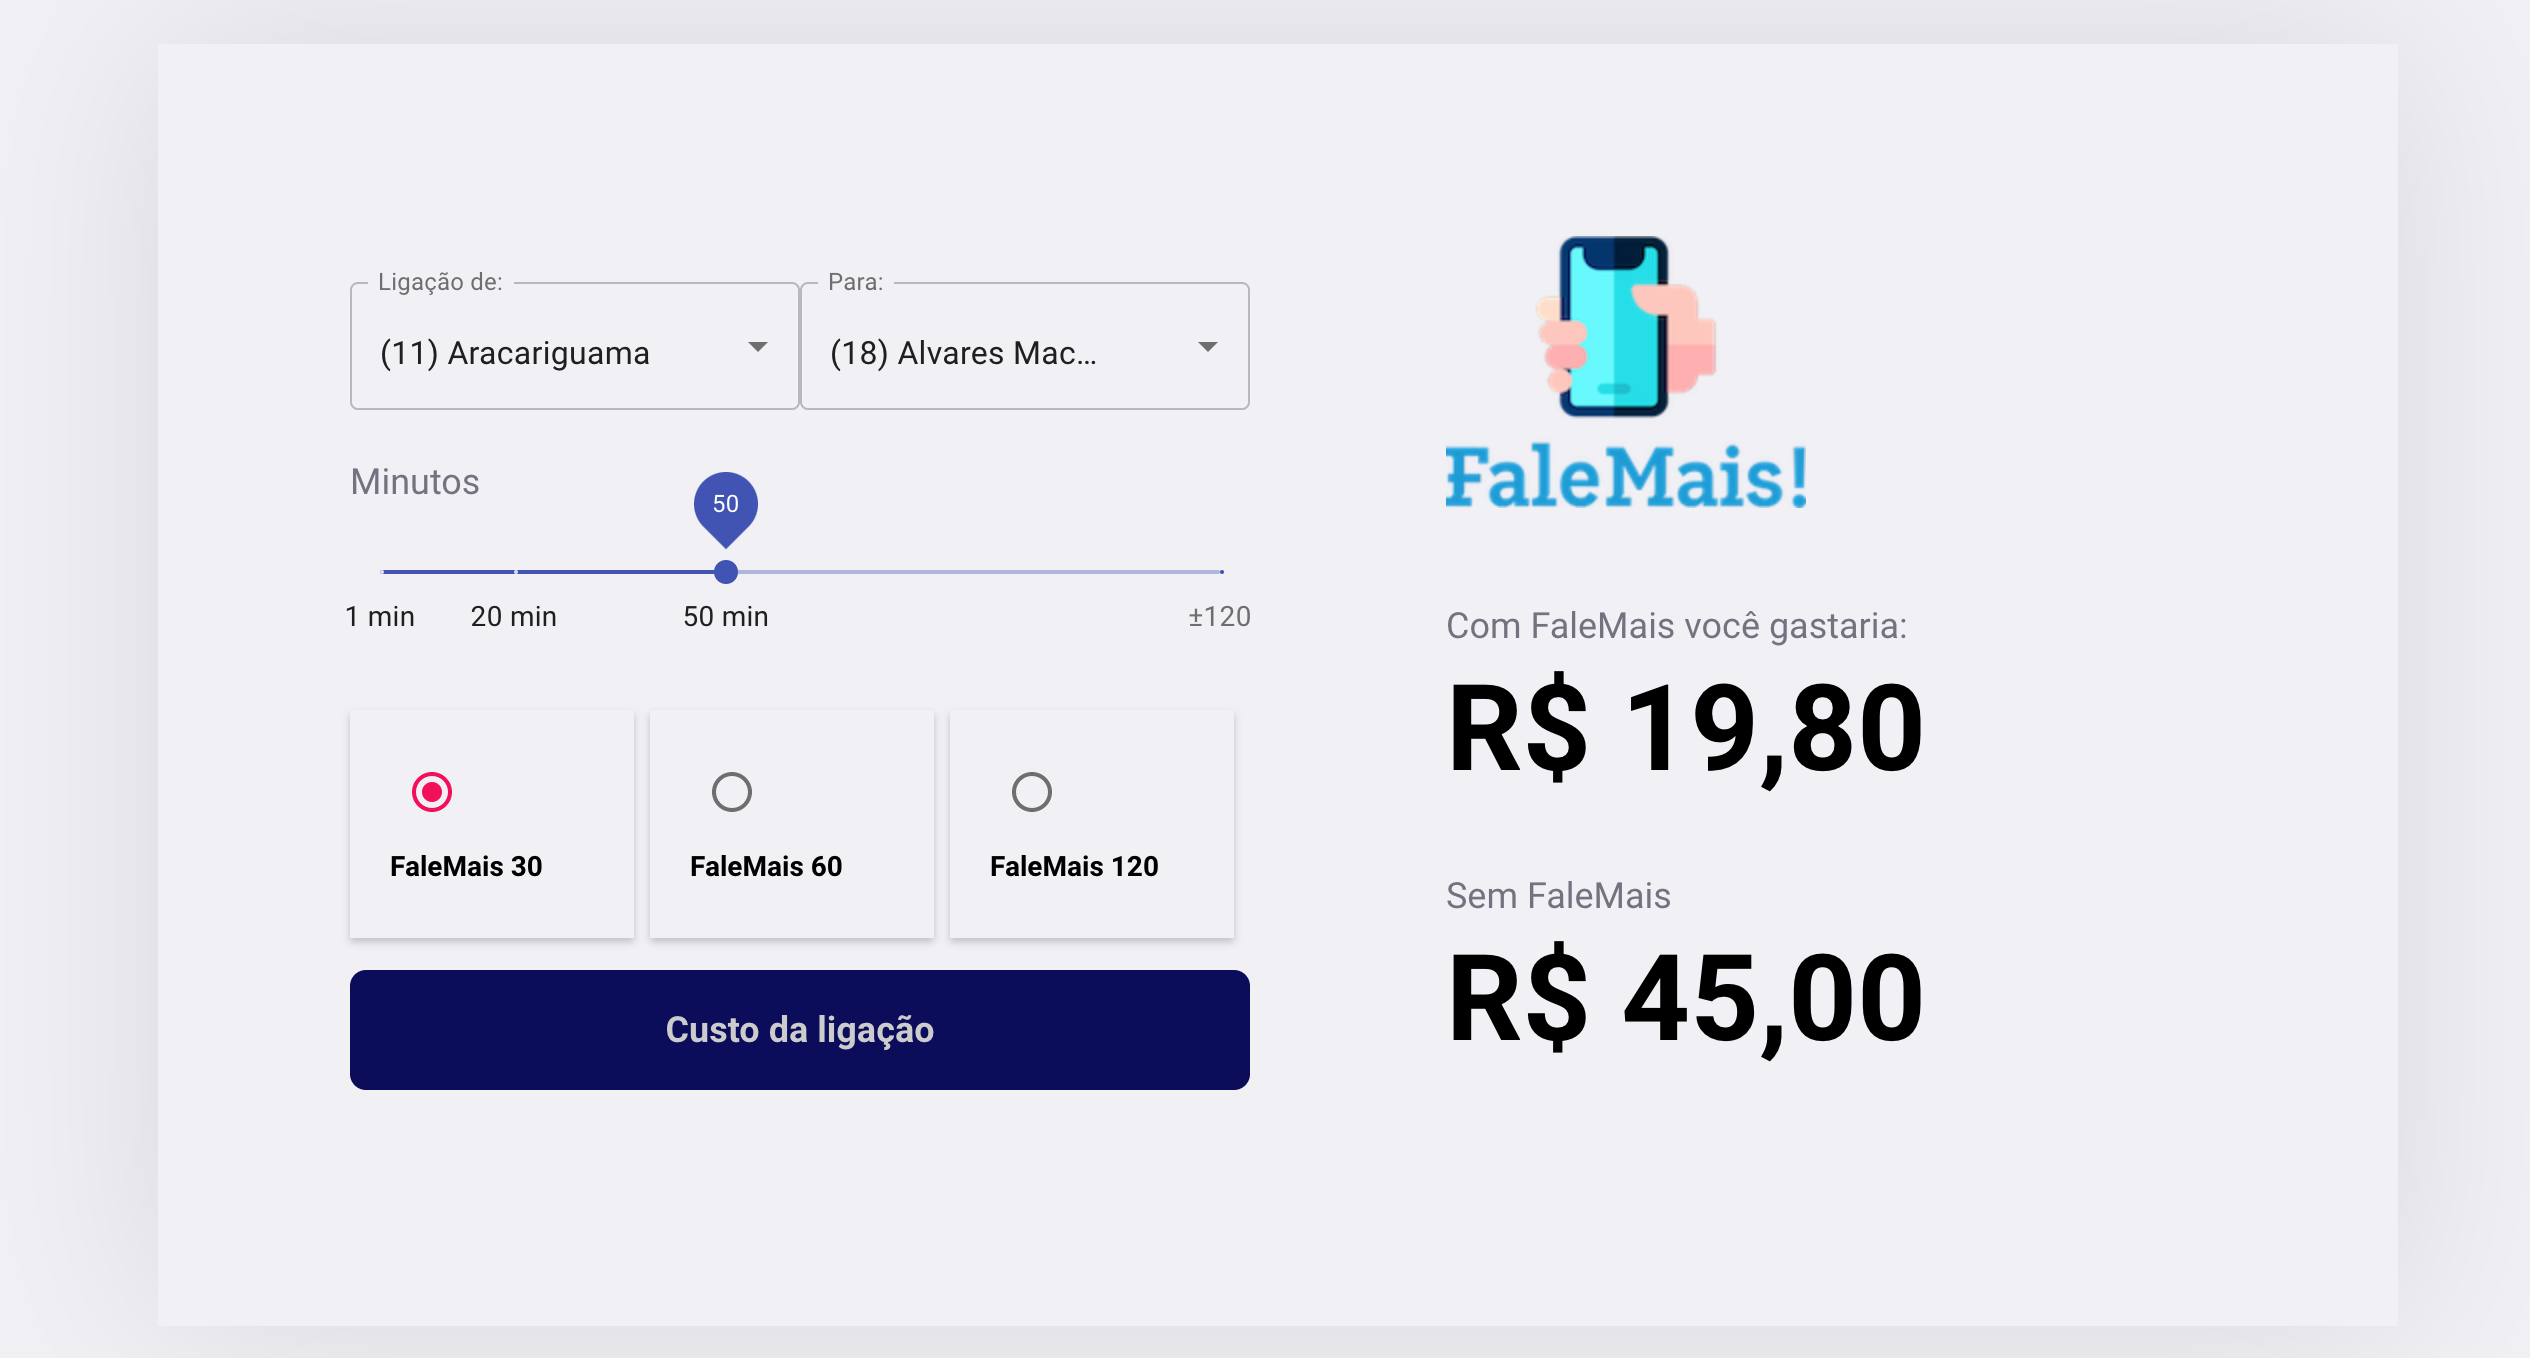 Ligação de:
(11) Aracariguama
Para:
(18) Alvares Mac...
Minutos
50
1 min 20 min 50 min ±120
FaleMais 30
FaleMais 60
FaleMais 120
Custo da ligação
FaleMais!
Com FaleMais você gastaria:
R$ 19,80
Sem FaleMais
R$ 45,00